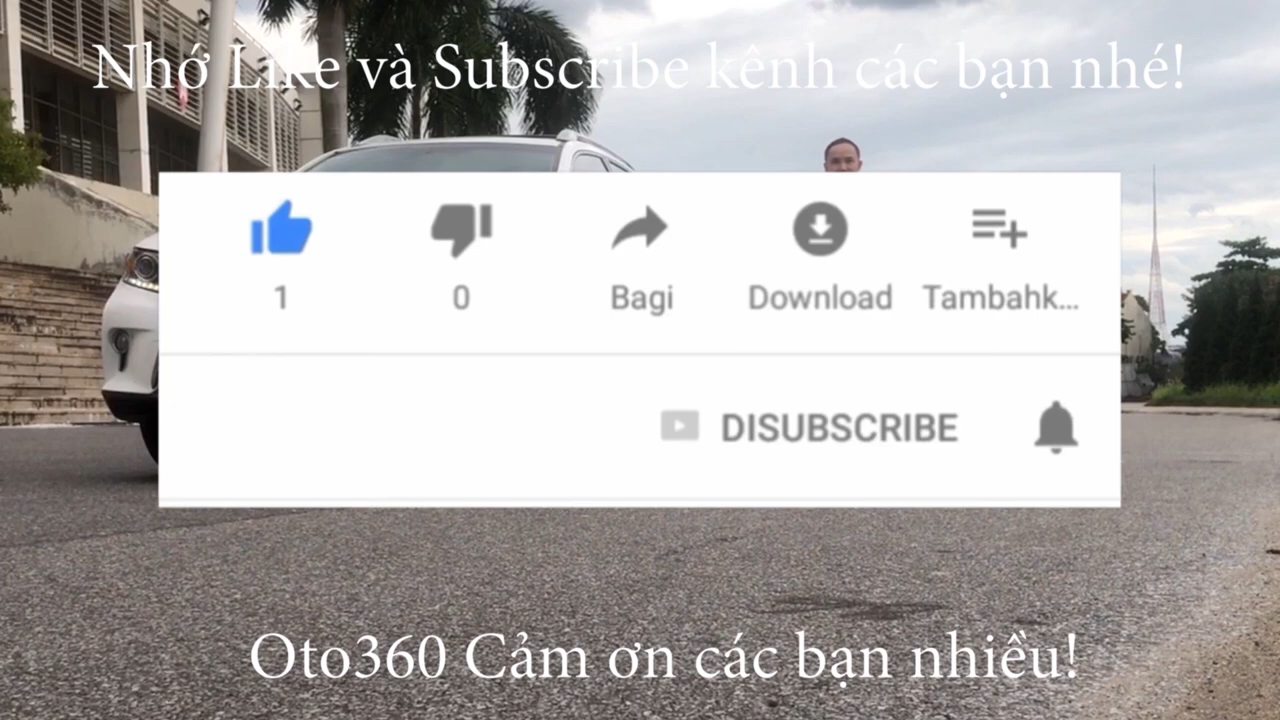 Nhớ Like và Subscribe kênh các bạn nhé!
1 0 Bagi Download Tambahk...
DISUBSCRIBE
Oto360 Cảm ơn các bạn nhiều!